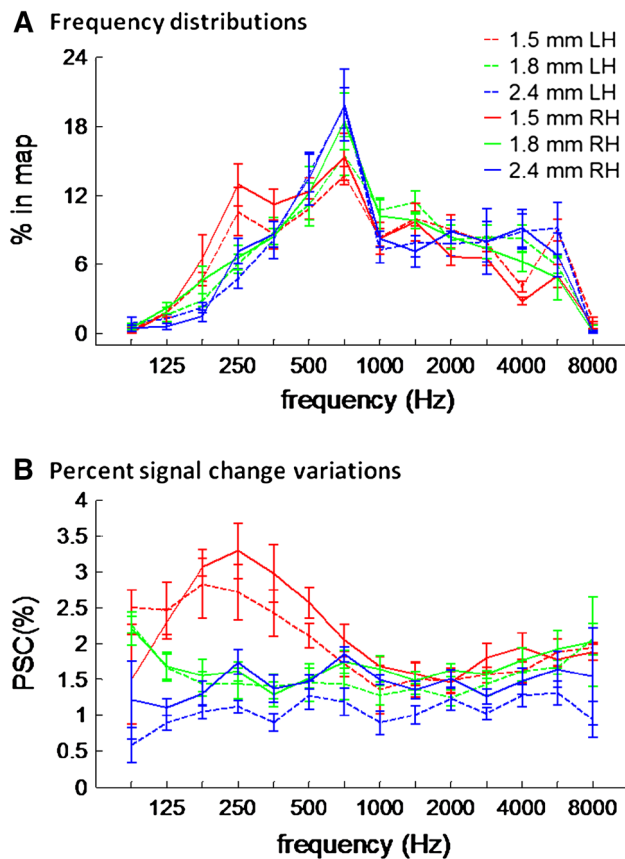 A Frequency distributions
1.5 mm LH
1.8 mm LH
2.4 mm LH
1.5 mm RH
1.8 mm RH
2.4 mm RH
% in map
24
18
12
6
0
125 250 500 1000 2000 4000 8000
frequency (Hz)
B Percent signal change variations
PSC(%)
4
3.5
3
2.5
2
1.5
1
0.5
0
125 250 500 1000 2000 4000 8000
frequency (Hz)